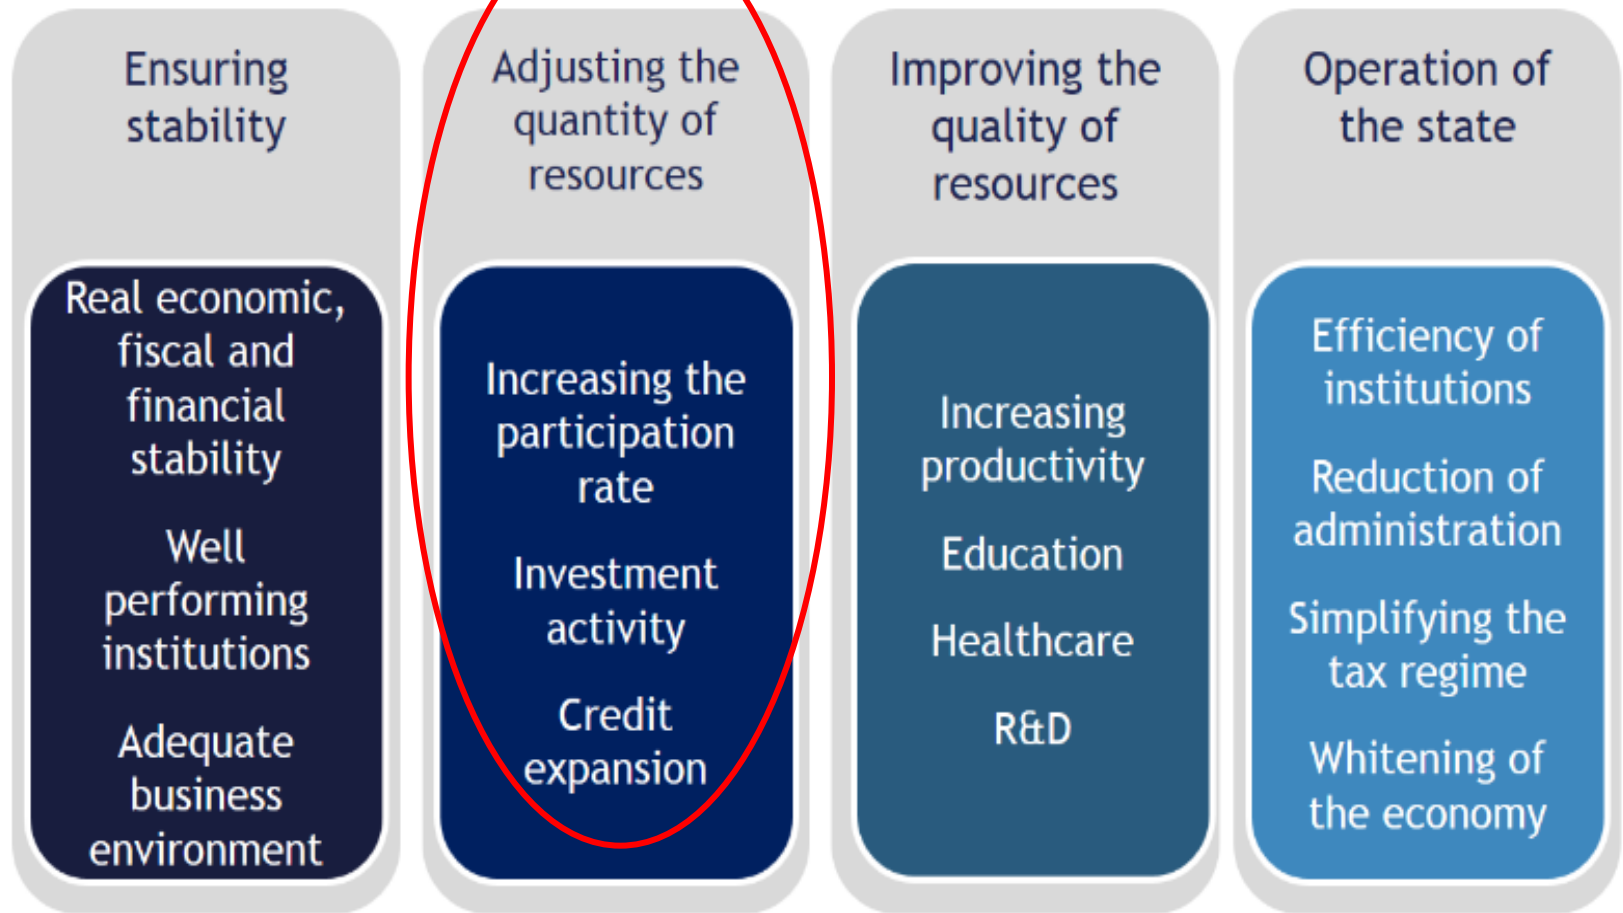 Ensuring
stability
Real economic,
fiscal and
financial
stability
Well
performing
institutions
Adequate
business
environment
Adjusting the
quantity of
resources
Increasing the
participation
rate
Investment
activity
Credit
expansion
Improving the
quality of
resources
Increasing
productivity
Education
Healthcare
R&D
Operation of
the state
Efficiency of
institutions
Reduction of
administration
Simplifying the
tax regime
Whitening of
the economy